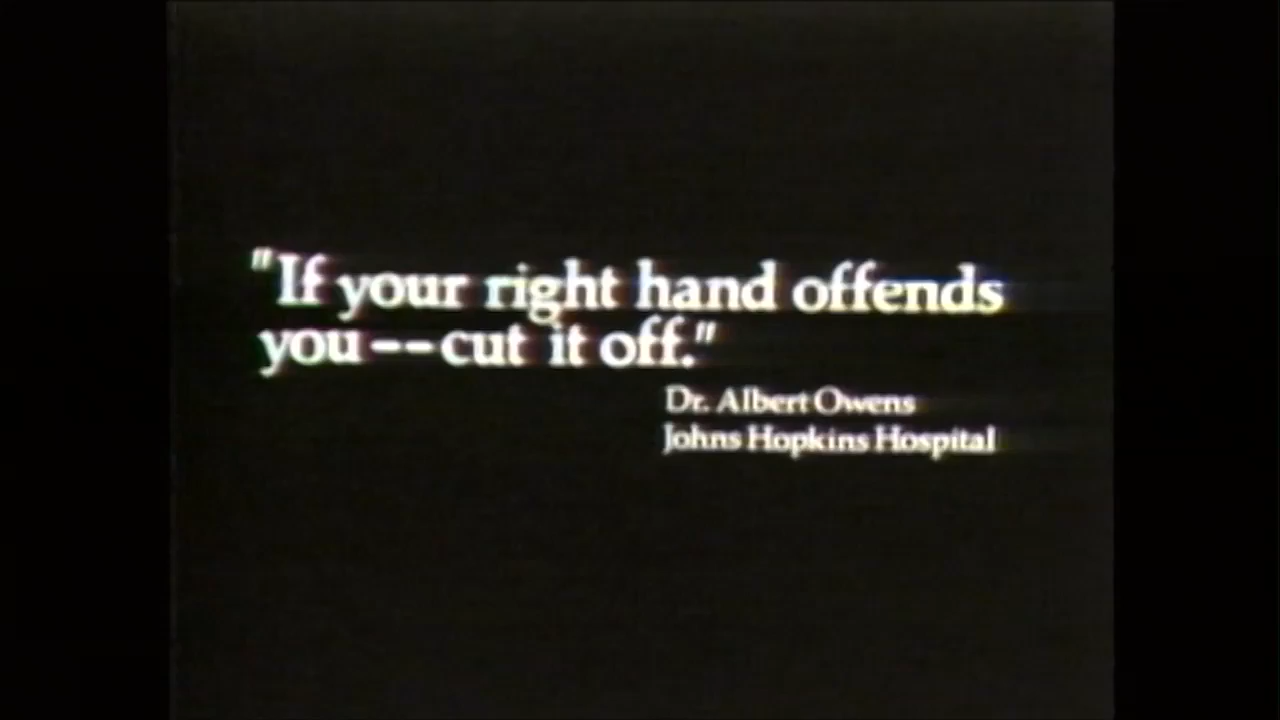 "If your right hand offends
you--cut it off."
Dr. Albert Owens
Johns Hopkins Hospital